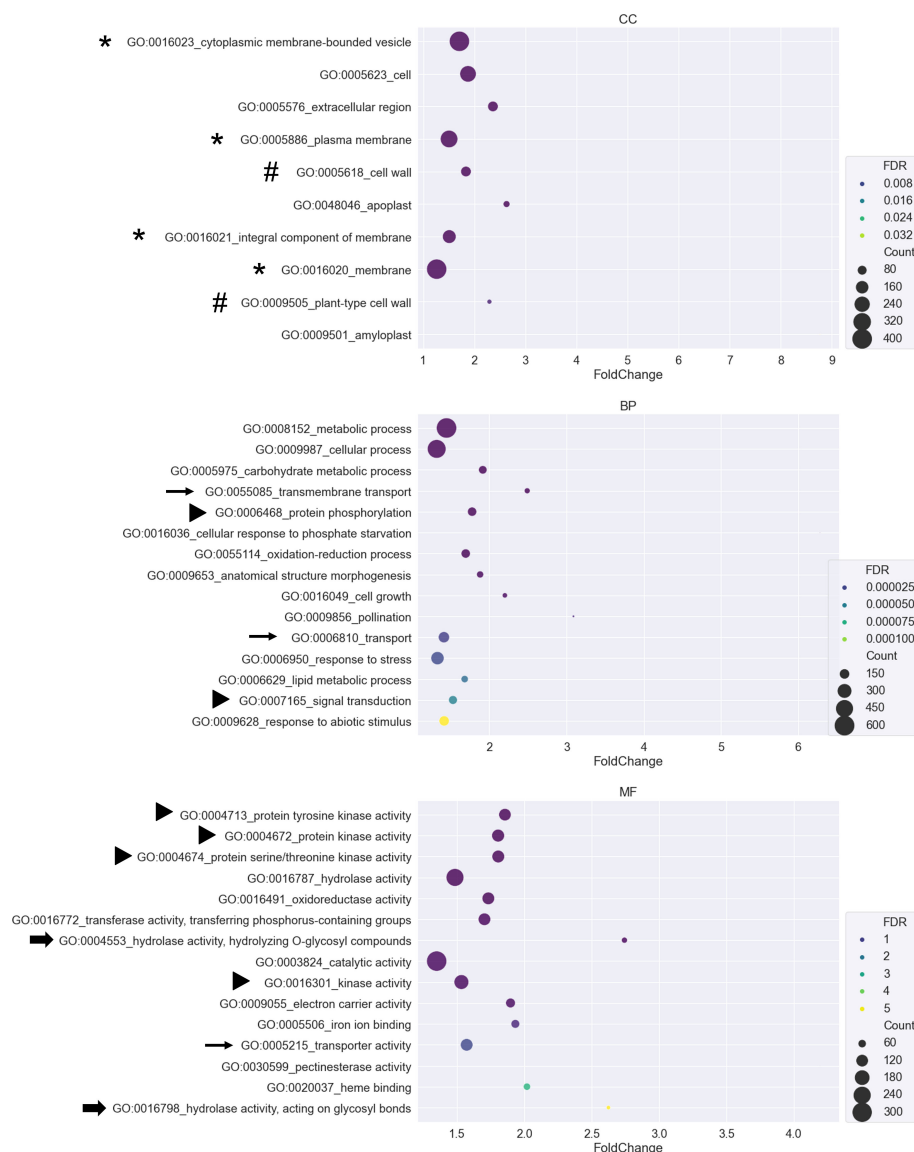 CC
* GO:0016023_cytoplasmic membrane-bounded vesicle
GO:0005623_cell
GO:0005576_extracellular region
* GO:0005886_plasma membrane
# GO:0005618_cell wall
GO:0048046_apoplast
* GO:0016021_integral component of membrane
* GO:0016020_membrane
# GO:0009505_plant-type cell wall
GO:0009501_amyloplast
1 2 3 4 5 6 7 8 9
FoldChange
FDR
0.008
0.016
0.024
0.032
Count
80
160
240
320
400
BP
GO:0008152_metabolic process
GO:0009987_cellular process
GO:0005975_carbohydrate metabolic process
GO:0055085_transmembrane transport
GO:0006468_protein phosphorylation
GO:0016036_cellular response to phosphate starvation
GO:0055114_oxidation-reduction process
GO:0009653_anatomical structure morphogenesis
GO:0016049_cell growth
GO:0009856_pollination
GO:0006810_transport
GO:0006950_response to stress
GO:0006629_lipid metabolic process
GO:0007165_signal transduction
GO:0009628_response to abiotic stimulus
2 3 4 5 6
FoldChange
FDR
0.000025
0.000050
0.000075
0.000100
Count
150
300
450
600
MF
GO:0004713_protein tyrosine kinase activity
GO:0004672_protein kinase activity
GO:0004674_protein serine/threonine kinase activity
GO:0016787_hydrolase activity
GO:0016491_oxidoreductase activity
GO:0016772_transferase activity, transferring phosphorus-containing groups
GO:0004553_hydrolase activity, hydrolyzing O-glycosyl compounds
GO:0003824_catalytic activity
GO:0016301_kinase activity
GO:0009055_electron carrier activity
GO:0005506_iron ion binding
GO:0005215_transporter activity
GO:0030599_pectinesterase activity
GO:0020037_heme binding
GO:0016798_hydrolase activity, acting on glycosyl bonds
1.5 2.0 2.5 3.0 3.5 4.0
FoldChange
FDR
1
2
3
4
5
Count
60
120
180
240
300